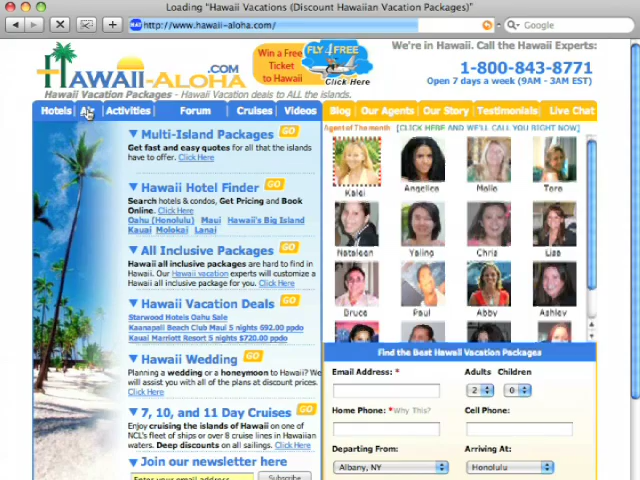 Loading "Hawaii Vacations (Discount Hawaiian Vacation Packages)"
http://www.hawaii-aloha.com/
Google
HAWAII-ALOHA.COM
Hawaii Vacation Packages - Hawaii Vacation deals to ALL the islands.
Win a Free
Ticket
to Hawaii
FLY 4 FREE
Click Here
We're in Hawaii. Call the Hawaii Experts:
1-800-843-8771
Open 7 days a week (9AM - 3AM EST)
Hotels Air Activities Forum Cruises Videos Blog Our Agents Our Story Testimonials Live Chat
Multi-Island Packages GO
Get fast and easy quotes for all that the islands
have to offer. Click Here
Hawaii Hotel Finder GO
Search hotels & condos, Get Pricing and Book
Online. Click Here
Oahu (Honolulu) Maui Hawaii's Big Island
Kauai Molokai Lanai
All Inclusive Packages GO
Hawaii all inclusive packages are hard to find in
Hawaii. Our Hawaii vacation experts will customize a
Hawaii all inclusive package for you. Click Here
Hawaii Vacation Deals GO
Starwood Hotels Oahu Sale
Kaanapali Beach Club Maui 5 nights 692.00 ppdo
Kauai Marriott Resort 5 nights $720.00 ppdo
Hawaii Wedding GO
Planning a wedding or a honeymoon to Hawaii? We
will assist you with all of the plans at discount prices.
Click Here
7, 10, and 11 Day Cruises GO
Enjoy cruising the islands of Hawaii on one of
NCL's fleet of ships or over 8 cruise lines in Hawaiian
waters. Deep discounts on all sailings. Click Here
Join our newsletter here
Enter your email address
Subscribe
Agent of The month [CLICK HERE AND WE'LL CALL YOU RIGHT NOW]
Angelica
Tara
Yaling Chris Lisa
Bruce Paul Abby Ashley
Find the Best Hawaii Vacation Packages
Email Address: * Adults Children
2 0
Home Phone: * Why This? Cell Phone:
Departing From: Arriving At:
Albany, NY Honolulu